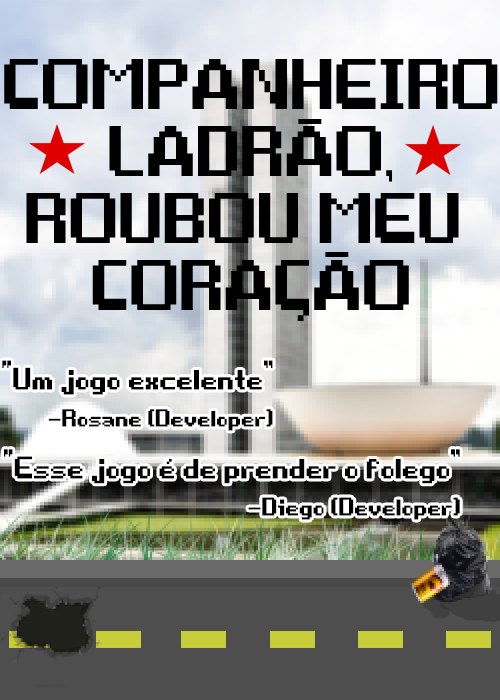 COMPANHEIRO
LADRÃO,
ROUBOU MEU
CORAÇÃO
"Um jogo excelente"
-Rosane (Developer)
"Esse jogo é de prender o folego"
-Diego (Developer)